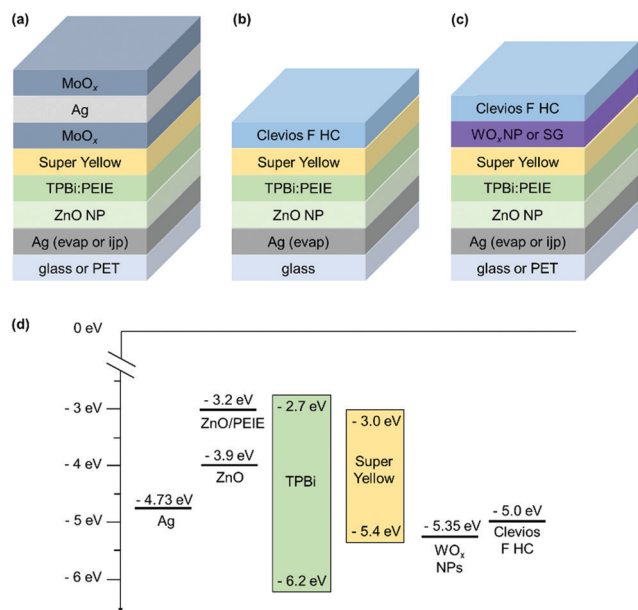 (a)
MoOₓ
Ag
MoOₓ
Super Yellow
TPBi:PEIE
ZnO NP
Ag (evap or ijp)
glass or PET
(b)
Clevios F HC
Super Yellow
TPBi:PEIE
ZnO NP
Ag (evap)
glass
(c)
Clevios F HC
WOₓNP or SG
Super Yellow
TPBi:PEIE
ZnO NP
Ag (evap or ijp)
glass or PET
(d)
0 eV
- 3 eV
- 4 eV
- 5 eV
- 6 eV
- 4.73 eV
Ag
- 3.2 eV
ZnO/PEIE
- 3.9 eV
ZnO
- 2.7 eV
TPBi
- 6.2 eV
- 3.0 eV
Super
Yellow
- 5.4 eV
- 5.35 eV
WOₓ
NPs
- 5.0 eV
Clevios
F HC